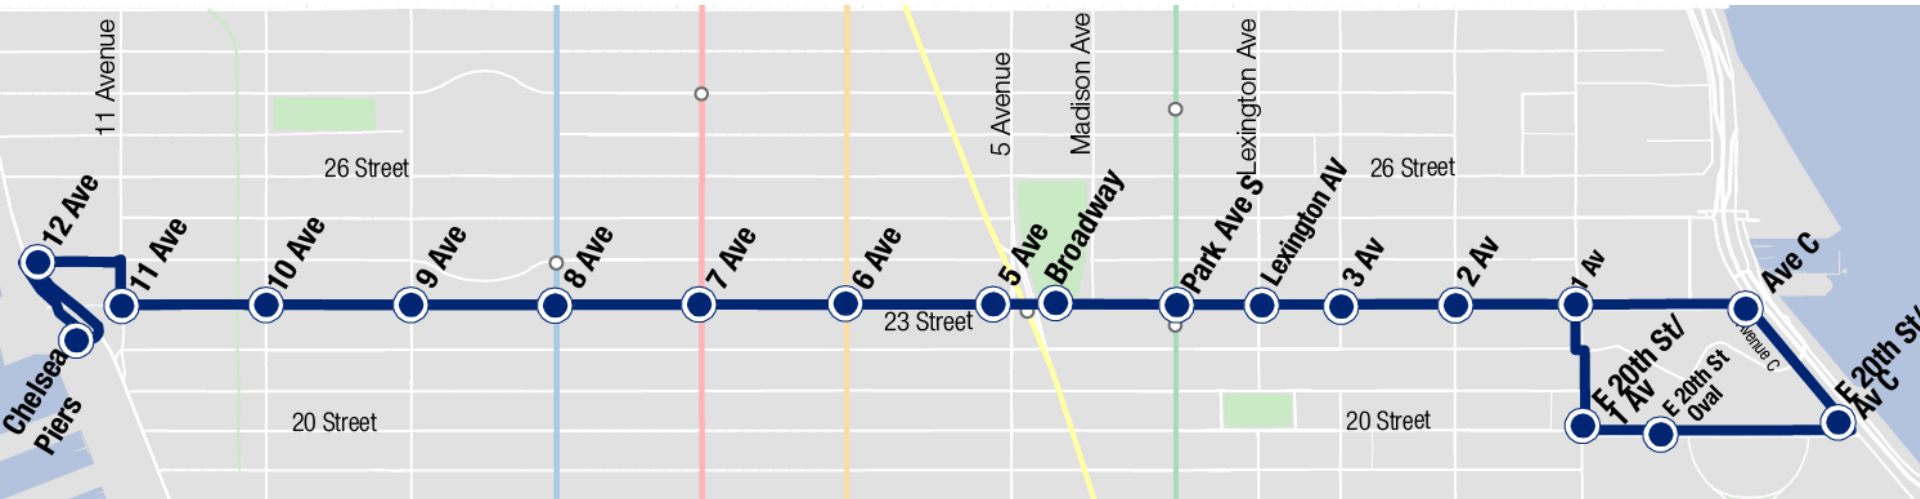 11 Avenue
5 Avenue
Madison Ave
Lexington Ave
26 Street
26 Street
12 Ave
11 Ave
10 Ave
9 Ave
8 Ave
7 Ave
6 Ave
5 Ave
Broadway
Park Ave S
Lexington AV
3 Av
2 Av
1 Av
Ave C
23 Street
Avenue C
Chelsea
Piers
E 20th St/
1 Av
E 20th St
Oval
E 20th St/
Av C
20 Street
20 Street